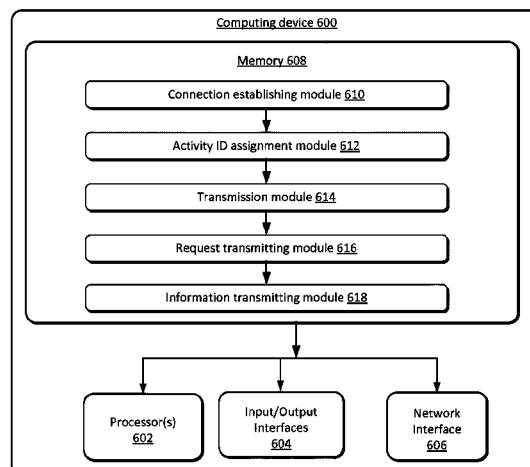 Computing device 600
Memory 608
Connection establishing module 610
Activity ID assignment module 612
Transmission module 614
Request transmitting module 616
Information transmitting module 618
Processor(s)
602
Input/Output
Interfaces
604
Network
Interface
606